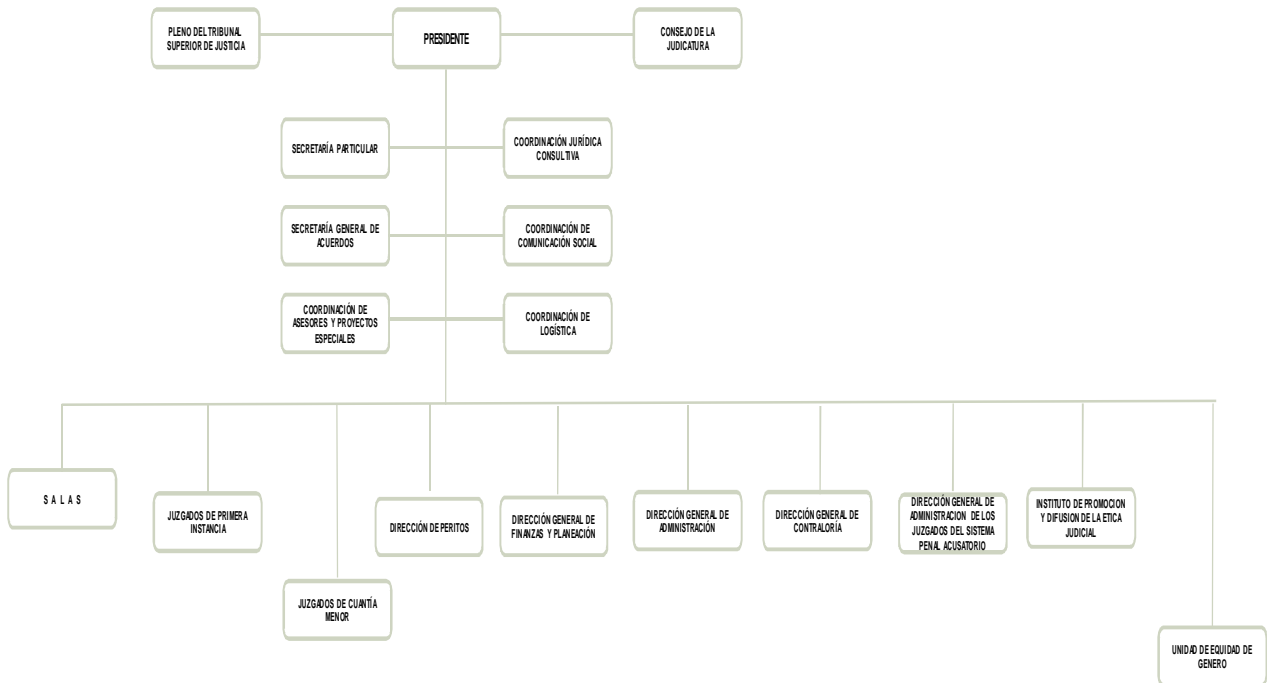 PLENO DEL TRIBUNAL
SUPERIOR DE JUSTICIA
PRESIDENTE
CONSEJO DE LA
JUDICATURA
SECRETARÍA PARTICULAR
COORDINACIÓN JURÍDICA
CONSULTIVA
SECRETARÍA GENERAL DE
ACUERDOS
COORDINACIÓN DE
COMUNICACIÓN SOCIAL
COORDINACIÓN DE
ASESORES Y PROYECTOS
ESPECIALES
COORDINACIÓN DE
LOGÍSTICA
S A L A S
JUZGADOS DE PRIMERA
INSTANCIA
JUZGADOS DE CUANTÍA
MENOR
DIRECCIÓN DE PERITOS
DIRECCIÓN GENERAL DE
FINANZAS Y PLANEACIÓN
DIRECCIÓN GENERAL DE
ADMINISTRACIÓN
DIRECCIÓN GENERAL DE
CONTRALORÍA
DIRECCIÓN GENERAL DE
ADMINISTRACION DE LOS
JUZGADOS DEL SISTEMA
PENAL ACUSATORIO
INSTITUTO DE PROMOCION
Y DIFUSION DE LA ETICA
JUDICIAL
UNIDAD DE EQUIDAD DE
GENERO